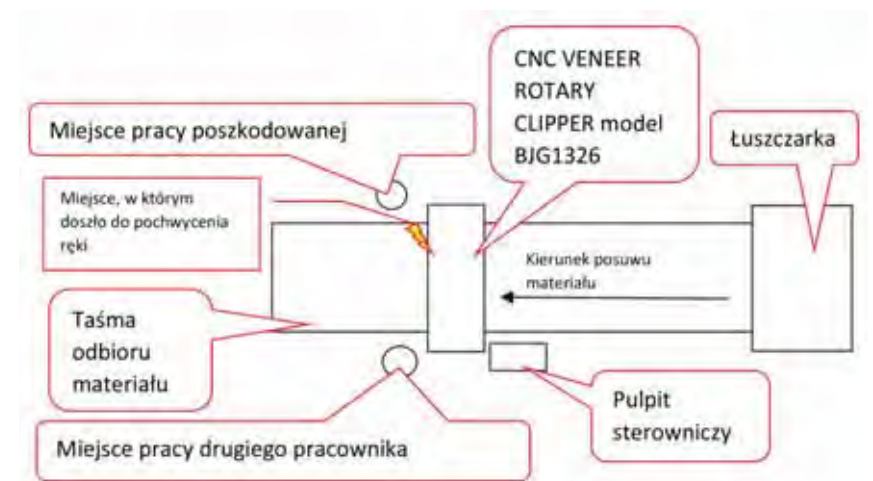 CNC VENEER
ROTARY
CLIPPER model
BJG1326
Miejsce pracy poszkodowanej
Łuszczarka
Miejsce, w którym
doszło do pochwycenia
ręki
Kierunek posuwu
materiału
Taśma
odbioru
materiału
Pulpit
sterowniczy
Miejsce pracy drugiego pracownika